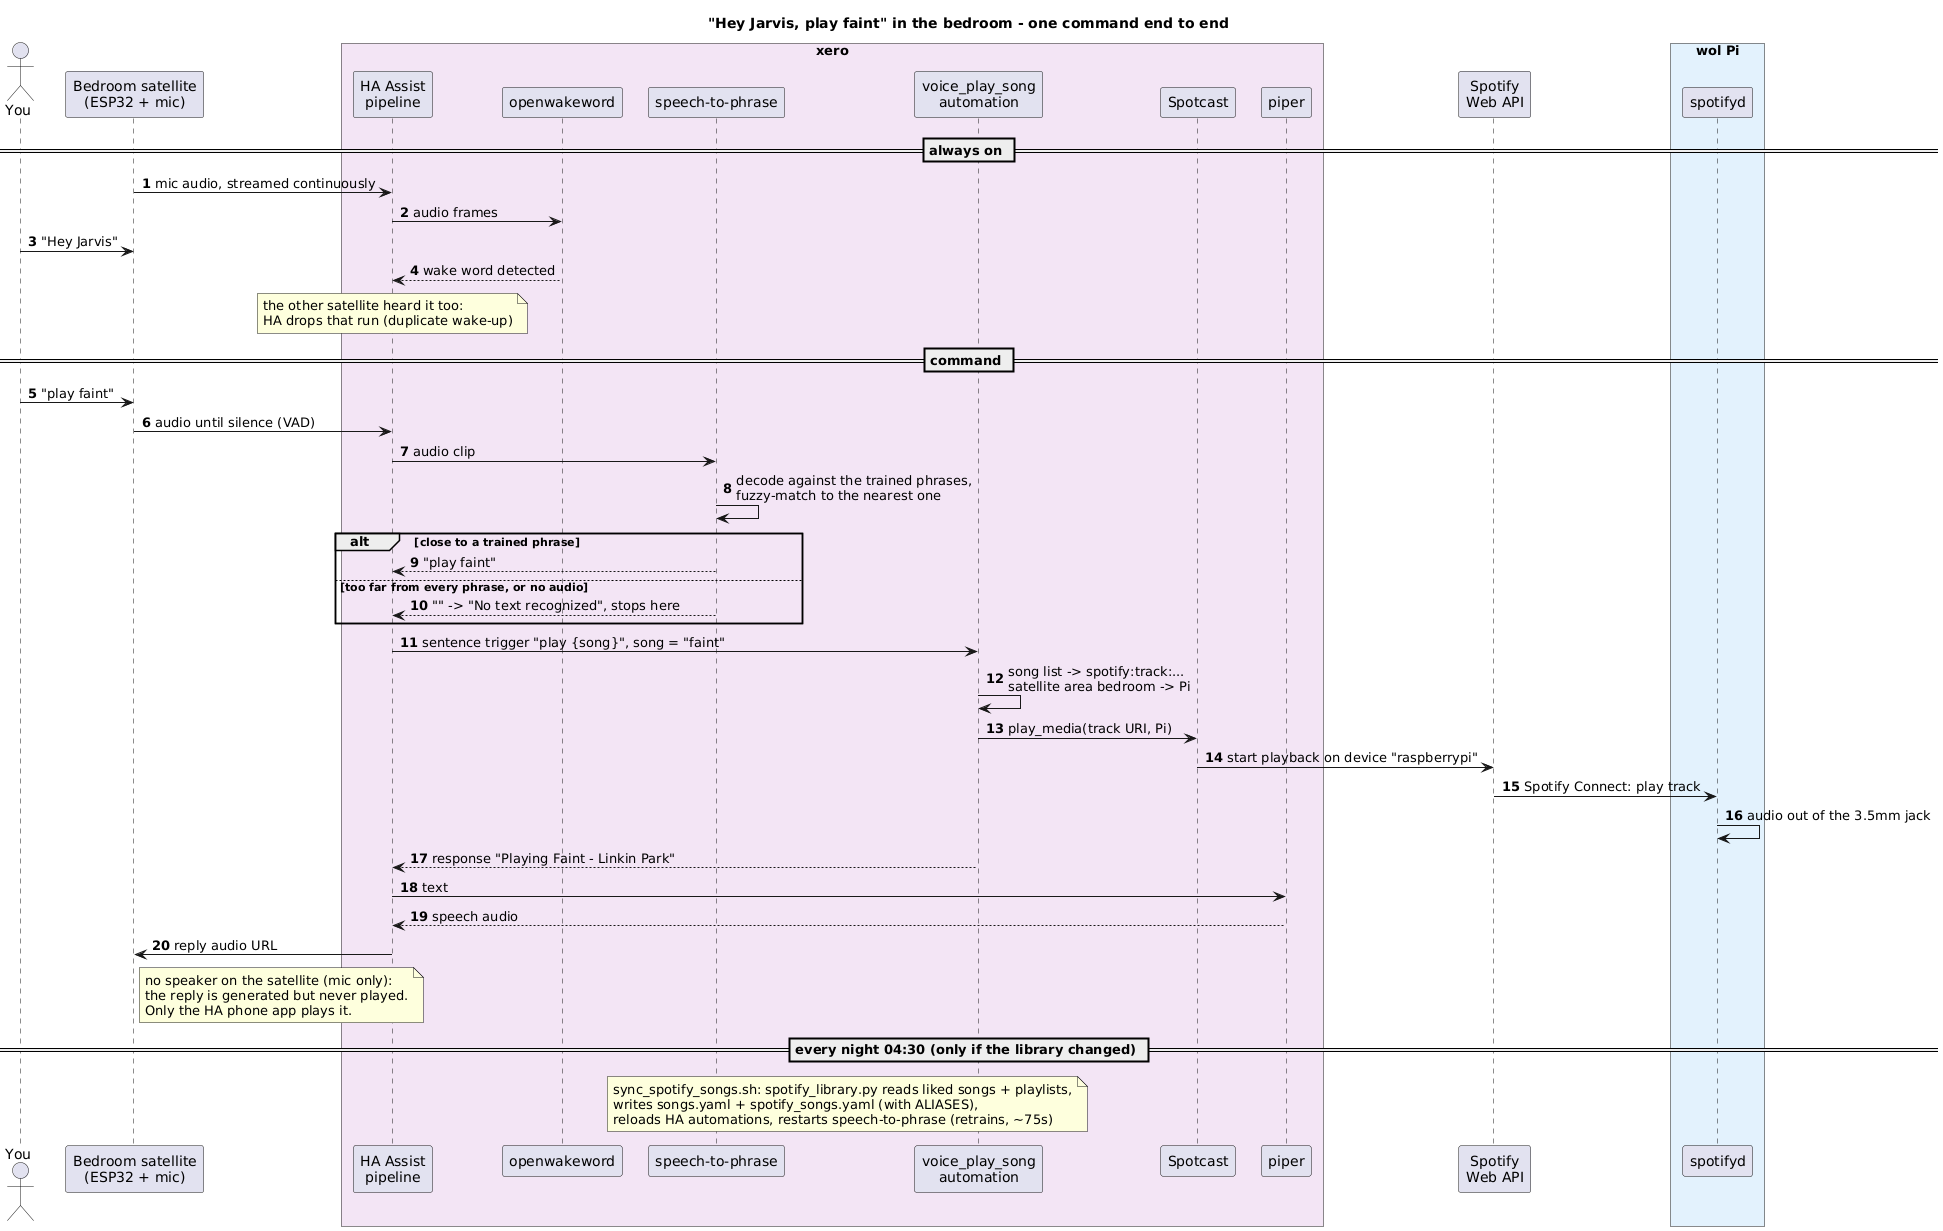 "Hey Jarvis, play faint" in the bedroom - one command end to end
xero
wol Pi
You
Bedroom satellite
(ESP32 + mic)
HA Assist
pipeline
openwakeword
speech-to-phrase
voice_play_song
automation
Spotcast
piper
Spotify
Web API
spotifyd
always on
1 mic audio, streamed continuously
2 audio frames
3 "Hey Jarvis"
4 wake word detected
the other satellite heard it too:
HA drops that run (duplicate wake-up)
command
5 "play faint"
6 audio until silence (VAD)
7 audio clip
8 decode against the trained phrases,
fuzzy-match to the nearest one
alt [close to a trained phrase]
9 "play faint"
[too far from every phrase, or no audio]
10 "" -> "No text recognized", stops here
11 sentence trigger "play {song}", song = "faint"
12 song list -> spotify:track:...
satellite area bedroom -> Pi
13 play_media(track URI, Pi)
14 start playback on device "raspberrypi"
15 Spotify Connect: play track
16 audio out of the 3.5mm jack
17 response "Playing Faint - Linkin Park"
18 text
19 speech audio
20 reply audio URL
no speaker on the satellite (mic only):
the reply is generated but never played.
Only the HA phone app plays it.
every night 04:30 (only if the library changed)
sync_spotify_songs.sh: spotify_library.py reads liked songs + playlists,
writes songs.yaml + spotify_songs.yaml (with ALIASES),
reloads HA automations, restarts speech-to-phrase (retrains, ~75s)
You
Bedroom satellite
(ESP32 + mic)
HA Assist
pipeline
openwakeword
speech-to-phrase
voice_play_song
automation
Spotcast
piper
Spotify
Web API
spotifyd